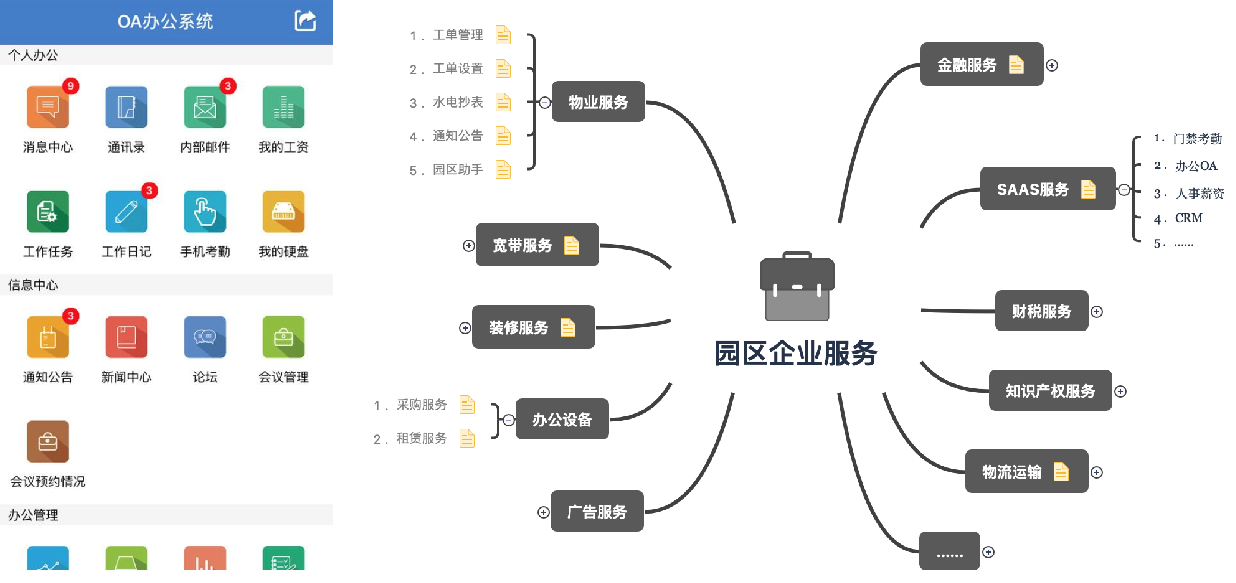 OA办公系统
个人办公
9
3
消息中心 通讯录 内部邮件 我的工资
3
工作任务 工作日记 手机考勤 我的硬盘
信息中心
3
通知公告 新闻中心 论坛 会议管理
会议预约情况
办公管理
1. 工单管理
2. 工单设置
3. 水电抄表
4. 通知公告
5. 园区助手
物业服务
宽带服务
装修服务
1. 采购服务
2. 租赁服务
办公设备
广告服务
园区企业服务
金融服务
SAAS服务
1. 门禁考勤
2. 办公OA
3. 人事薪资
4. CRM
5. ......
财税服务
知识产权服务
物流运输
......